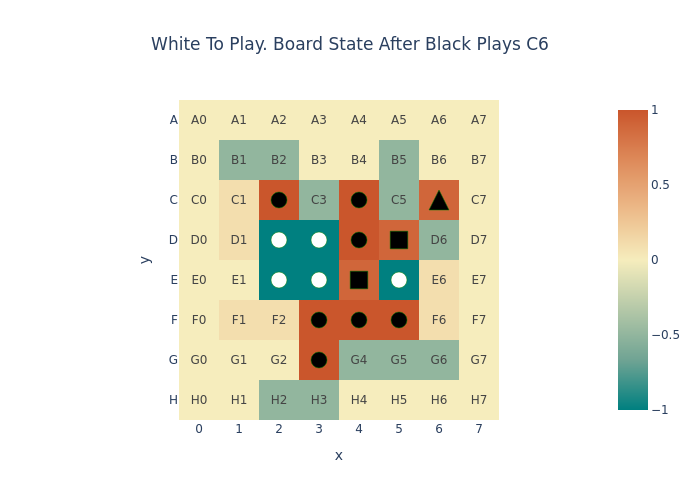 White To Play. Board State After Black Plays C6
A A0 A1 A2 A3 A4 A5 A6 A7 1
B B0 B1 B2 B3 B4 B5 B6 B7 0.5
C C0 C1 C3 C5 C7
D D0 D1 D6 D7 0
E E0 E1 E6 E7
F F0 F1 F2 F6 F7 −0.5
G G0 G1 G2 G4 G5 G6 G7
H H0 H1 H2 H3 H4 H5 H6 H7 −1
0 1 2 3 4 5 6 7
x
y